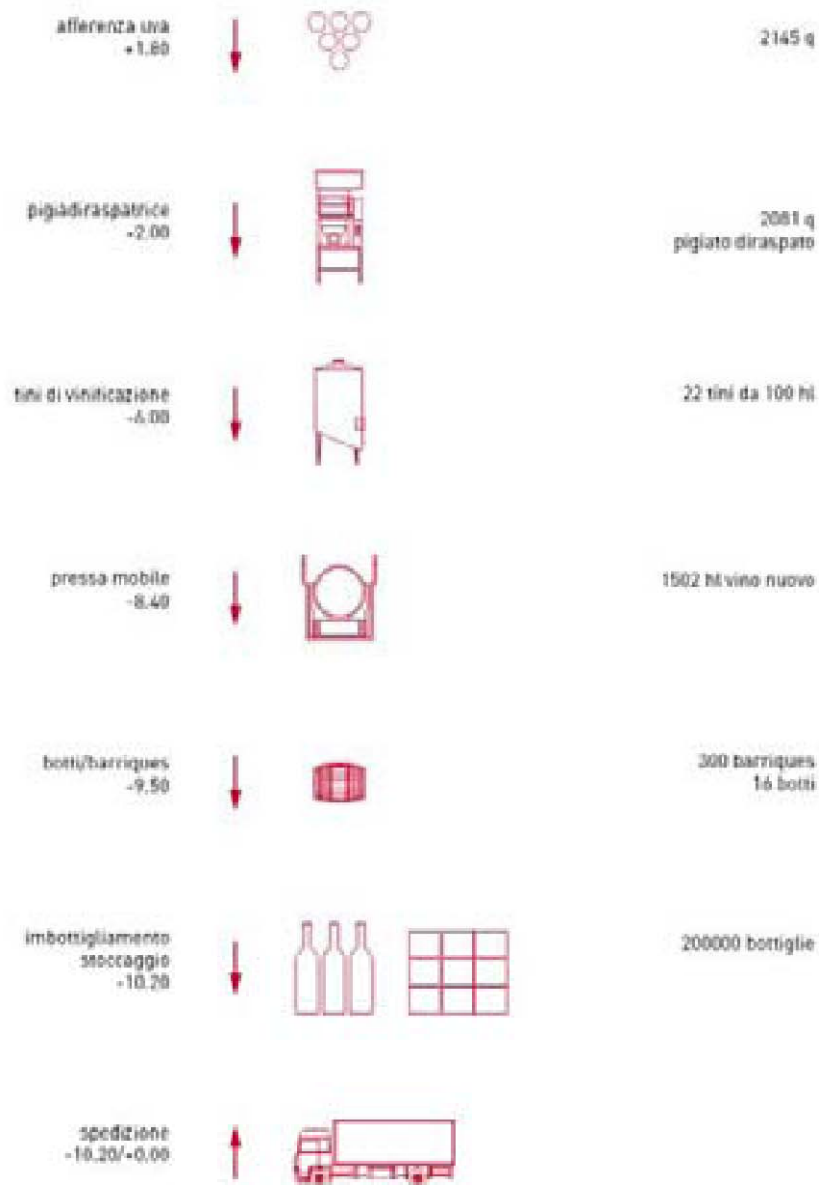 afferenza uva
+1.80
2145 q
pigiadiraspatrice
-2.00
2081 q
pigiato diraspato
tini di vinificazione
-6.00
22 tini da 100 hl
pressa mobile
-8.40
1502 hl vino nuovo
botti/barriques
-9.50
300 barriques
16 botti
imbottigliamento
stoccaggio
-10.20
200000 bottiglie
spedizione
-10.20/+0.00